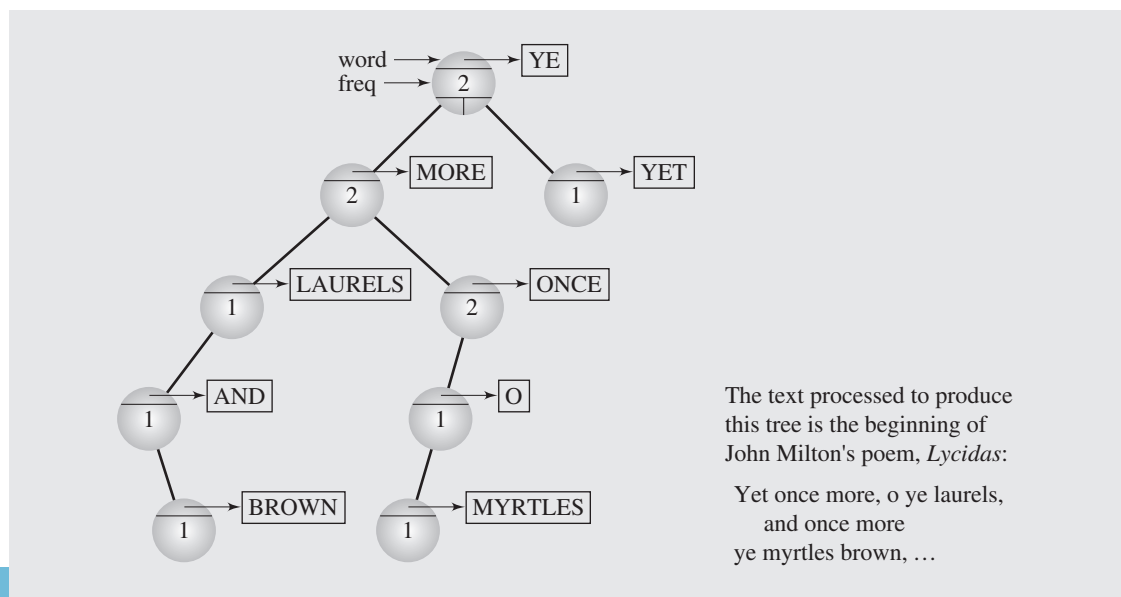 word
YE
freq
2
MORE
YET
2
1
LAURELS
ONCE
1
2
AND
O
1
1
BROWN
MYRTLES
1
1
The text processed to produce
this tree is the beginning of
John Milton's poem, Lycidas:
Yet once more, o ye laurels,
and once more
ye myrtles brown, …